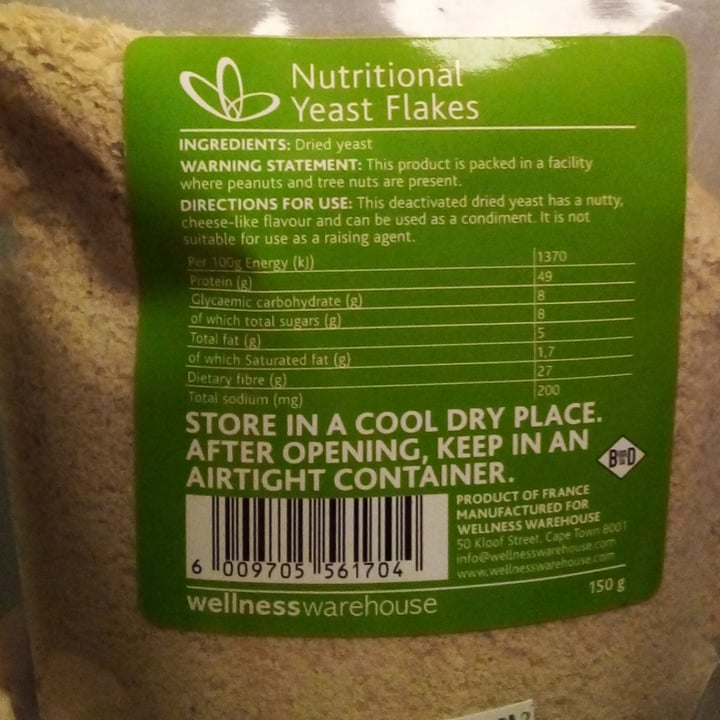 Nutritional
Yeast Flakes
INGREDIENTS: Dried yeast
WARNING STATEMENT: This product is packed in a facility
where peanuts and tree nuts are present.
DIRECTIONS FOR USE: This deactivated dried yeast has a nutty,
cheese-like flavour and can be used as a condiment. It is not
suitable for use as a raising agent.
Per 100g Energy (kJ) 1370
Protein (g) 49
Glycaemic carbohydrate (g) 8
of which total sugars (g) 8
Total fat (g) 5
of which Saturated fat (g) 1,7
Dietary fibre (g) 27
Total sodium (mg) 200
STORE IN A COOL DRY PLACE.
AFTER OPENING, KEEP IN AN
AIRTIGHT CONTAINER.
PRODUCT OF FRANCE
MANUFACTURED FOR
WELLNESS WAREHOUSE
50 Kloof Street, Cape Town 8001
info@wellnesswarehouse.com
www.wellnesswarehouse.com
6 009705 561704
wellnesswarehouse
150 g